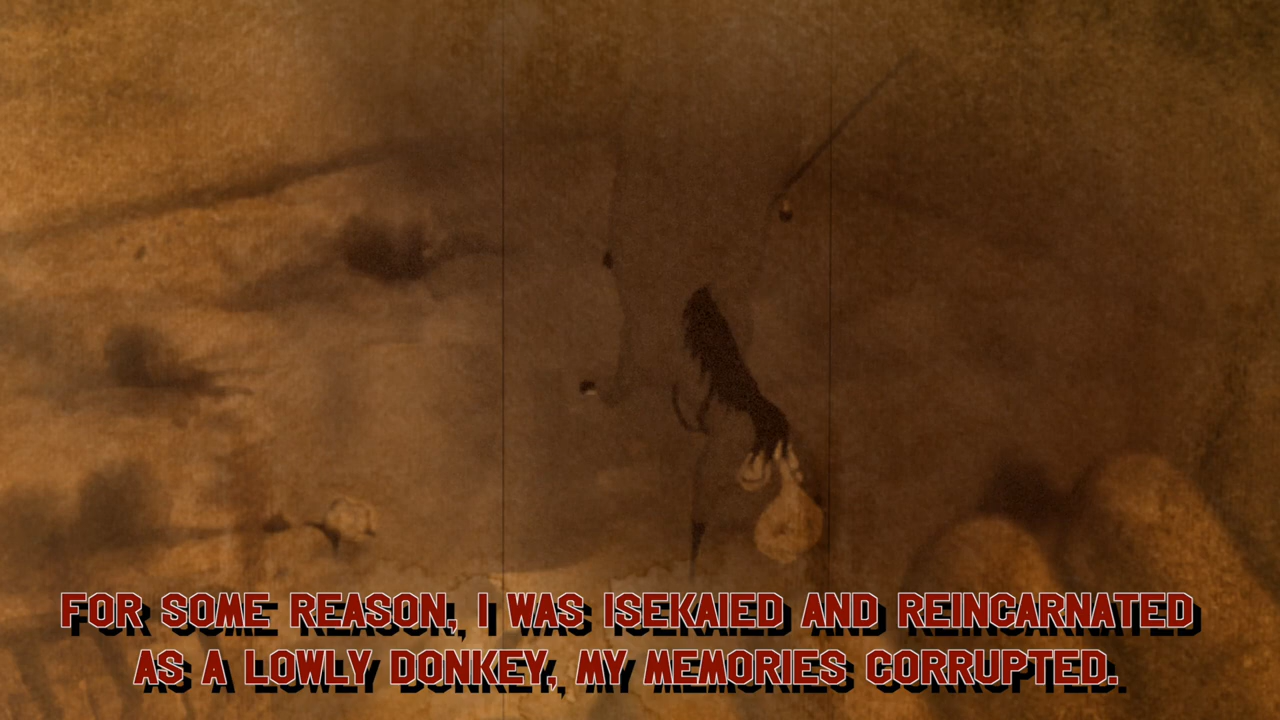 FOR SOME REASON, I WAS ISEKAIED AND REINCARNATED
AS A LOWLY DONKEY, MY MEMORIES CORRUPTED.